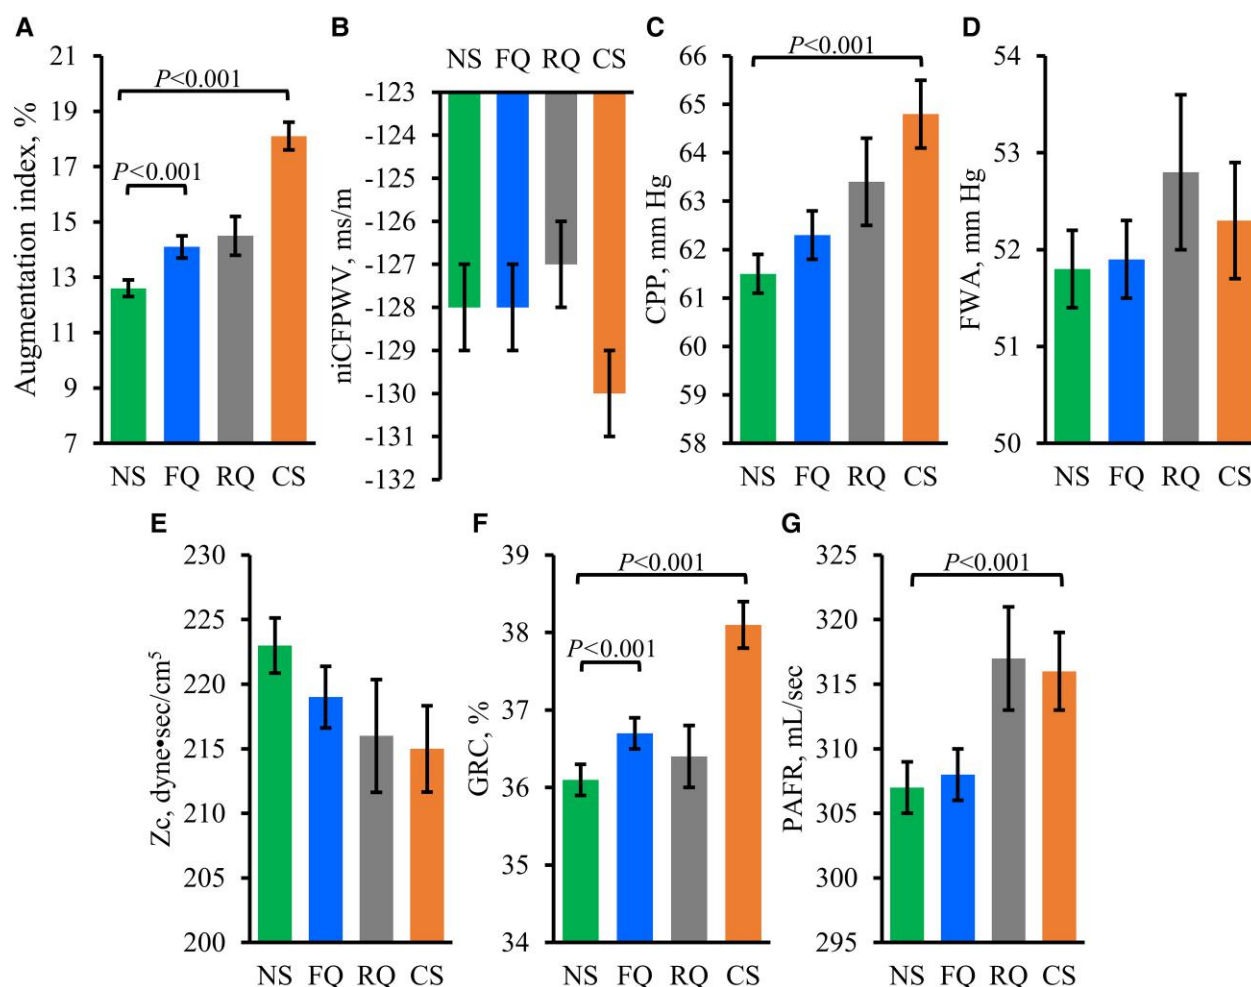 A
Augmentation index, %
21
19
17
15
13
11
9
7
P<0.001
P<0.001
NS FQ RQ CS
B
niCFPWV, ms/m
NS FQ RQ CS
-123
-124
-125
-126
-127
-128
-129
-130
-131
-132
C
CPP, mm Hg
66
65
64
63
62
61
60
59
58
P<0.001
NS FQ RQ CS
D
FWA, mm Hg
54
53
52
51
50
NS FQ RQ CS
E
Zc, dyne•sec/cm⁵
230
225
220
215
210
205
200
NS FQ RQ CS
F
GRC, %
39
38
37
36
35
34
P<0.001
P<0.001
NS FQ RQ CS
G
PAFR, mL/sec
325
320
315
310
305
300
295
P<0.001
NS FQ RQ CS